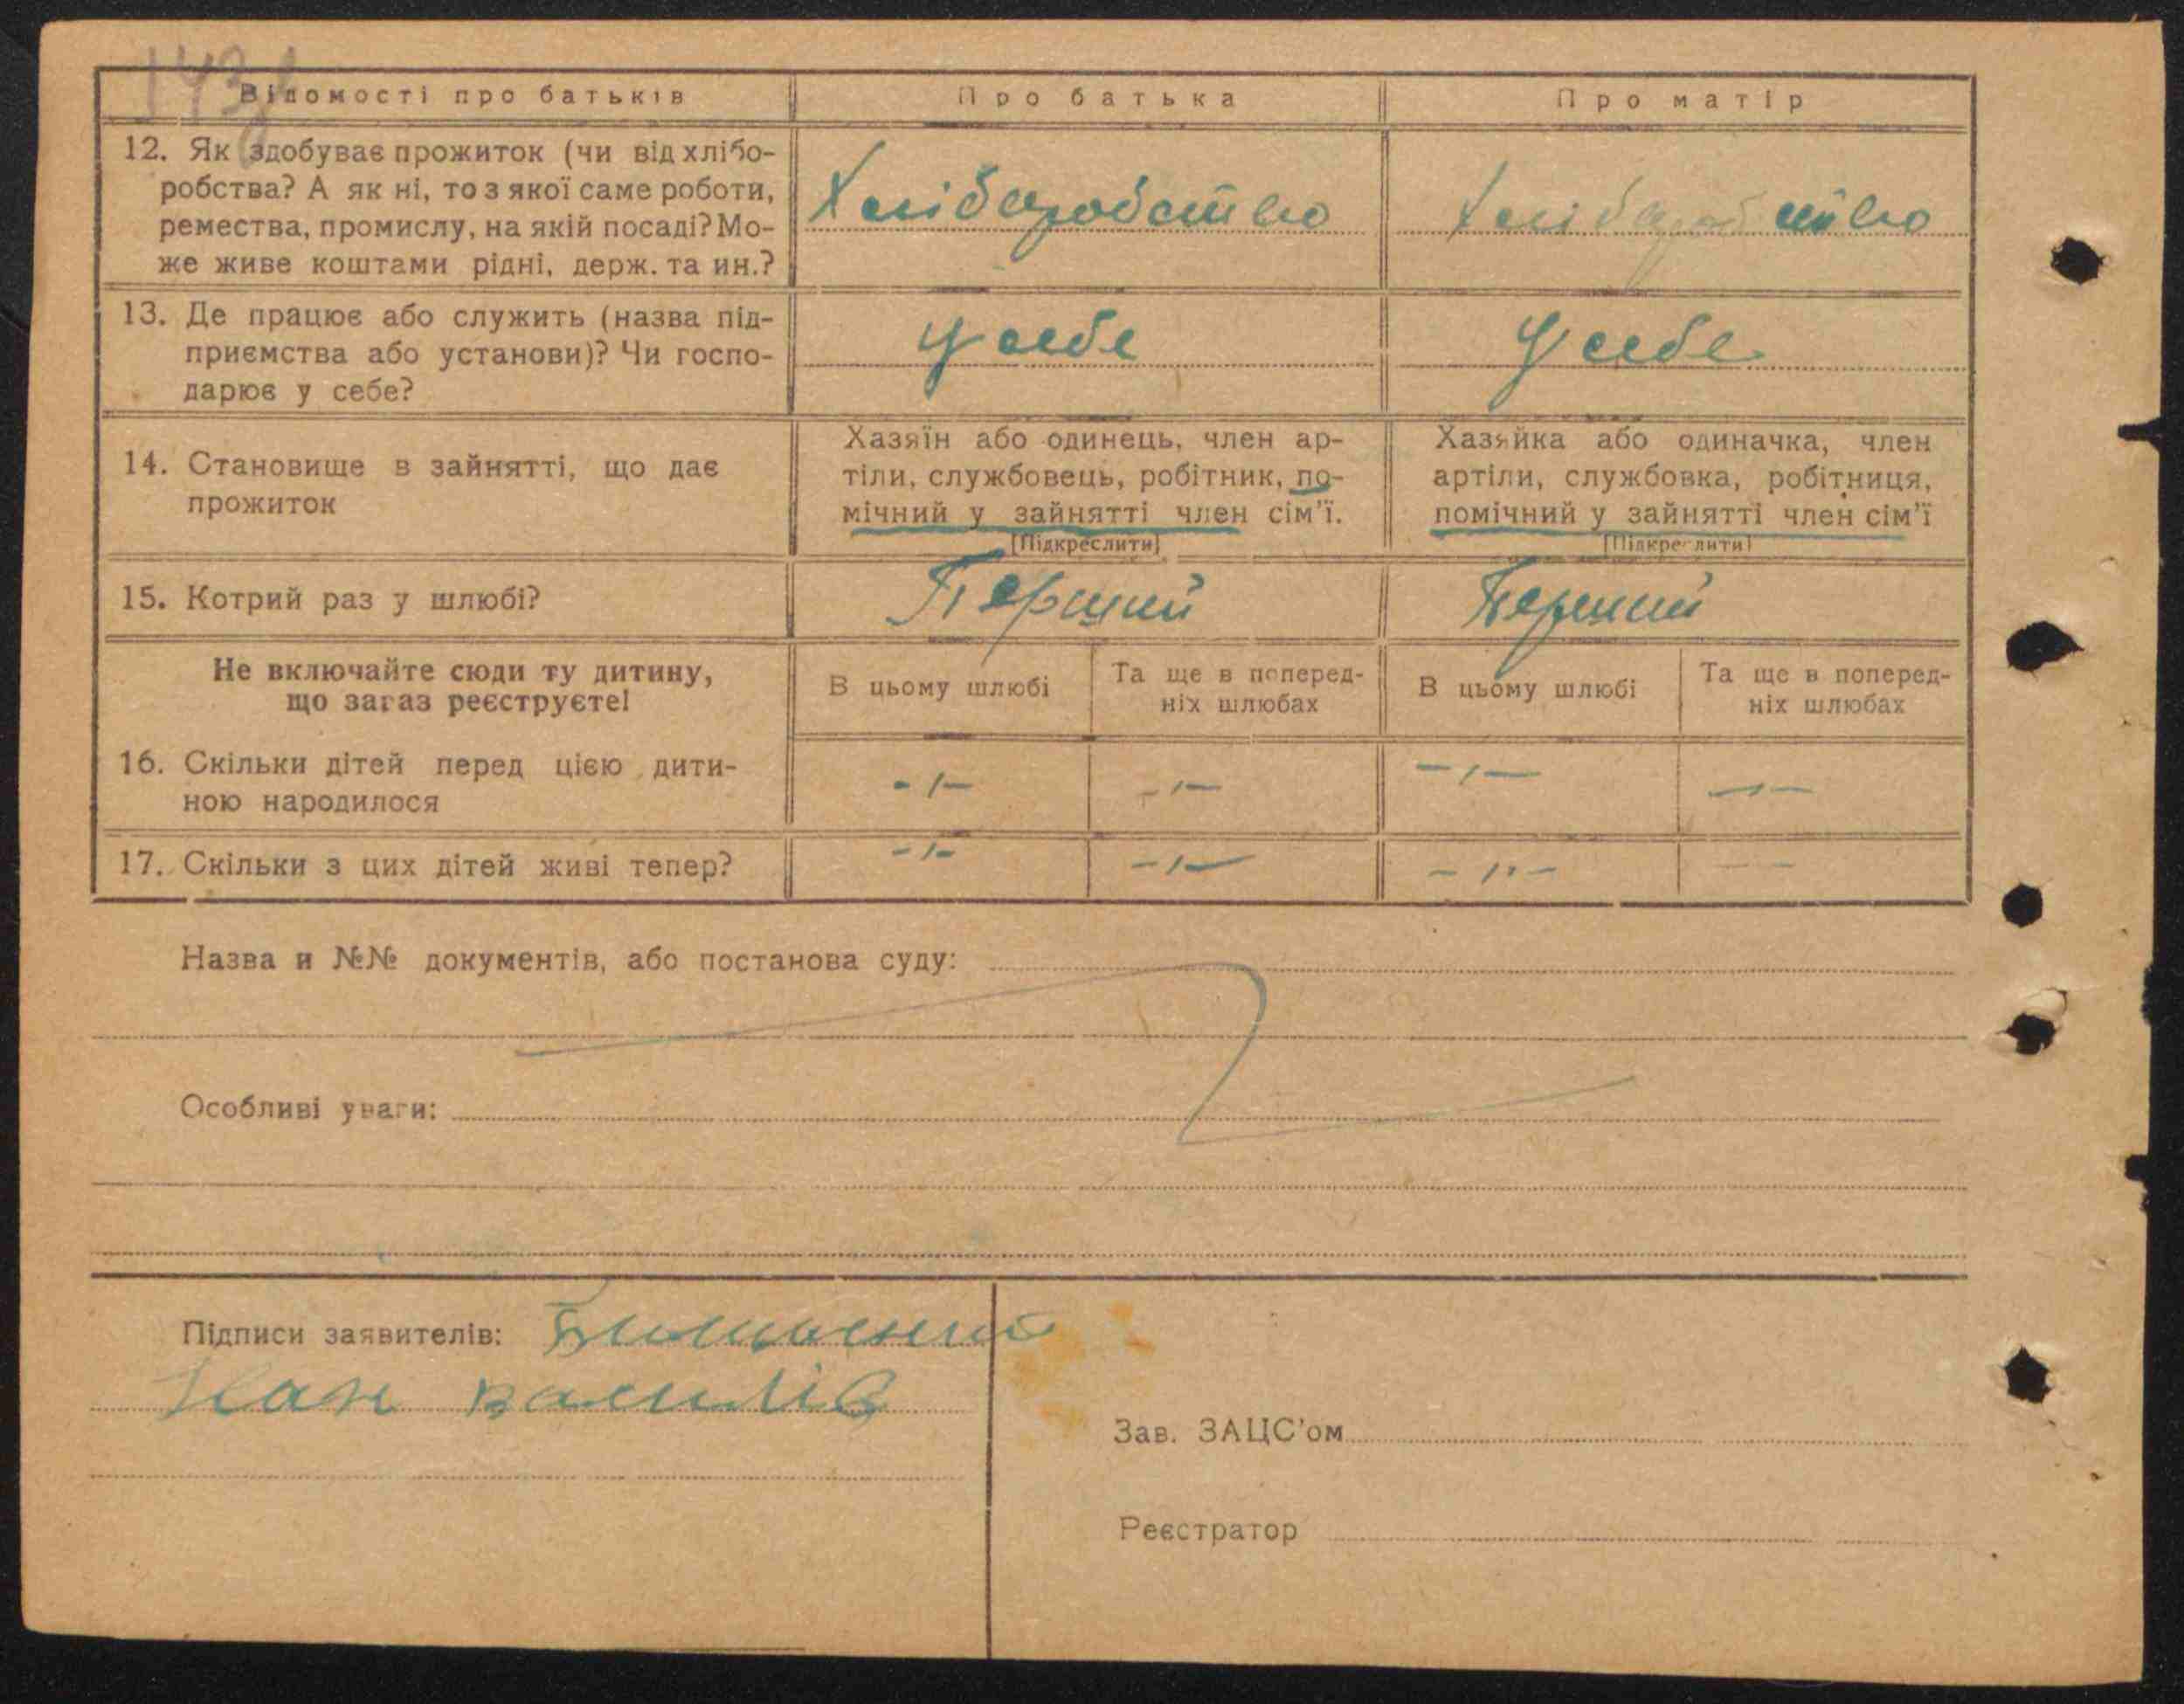 143
Відомості про батьків
Про батька
Про матір
12. Як здобуває прожиток (чи від хлібо-
робства? А як ні, то з якої саме роботи,
ремества, промислу, на якій посаді? Мо-
же живе коштами рідні, держ. та ин.?
Хлібаробство
Хлібаробство
13. Де працює або служить (назва під-
приємства або установи)? Чи госпо-
дарює у себе?
У себе
У себе
14. Становище в зайнятті, що дає
прожиток
Хазяїн або одинець, член ар-
тіли, службовець, робітник, по-
мічний у зайнятті член сім'ї.
[Підкреслити]
Хазяйка або одиначка, член
артіли, службовка, робітниця,
помічний у зайнятті член сім'ї
[Підкреслити]
15. Котрий раз у шлюбі?
Перший
Перший
Не включайте сюди ту дитину,
що зараз реєструєте!
В цьому шлюбі
Та ще в поперед-
ніх шлюбах
В цьому шлюбі
Та ще в поперед-
ніх шлюбах
16. Скільки дітей перед цією дити-
ною народилося
-/-
-/-
-/-
-/-
17. Скільки з цих дітей живі тепер?
-/-
-/-
-/-
- -
Назва и №№ документів, або постанова суду:
Особливі уваги:
Підписи заявителів:
Іван Василів
Зав. ЗАЦС'ом
Реєстратор